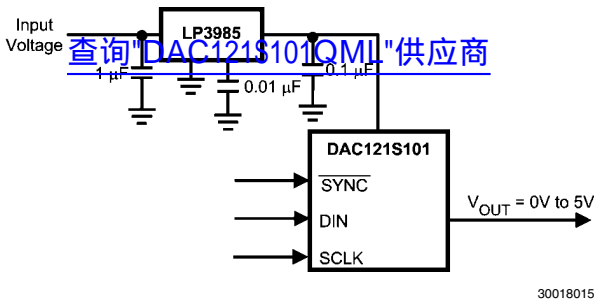 Input
Voltage
LP3985
查询"DAC121S101QML"供应商
1 µF
0.01 µF
0.1 µF
DAC121S101
SYNC
DIN
SCLK
VOUT = 0V to 5V
30018015